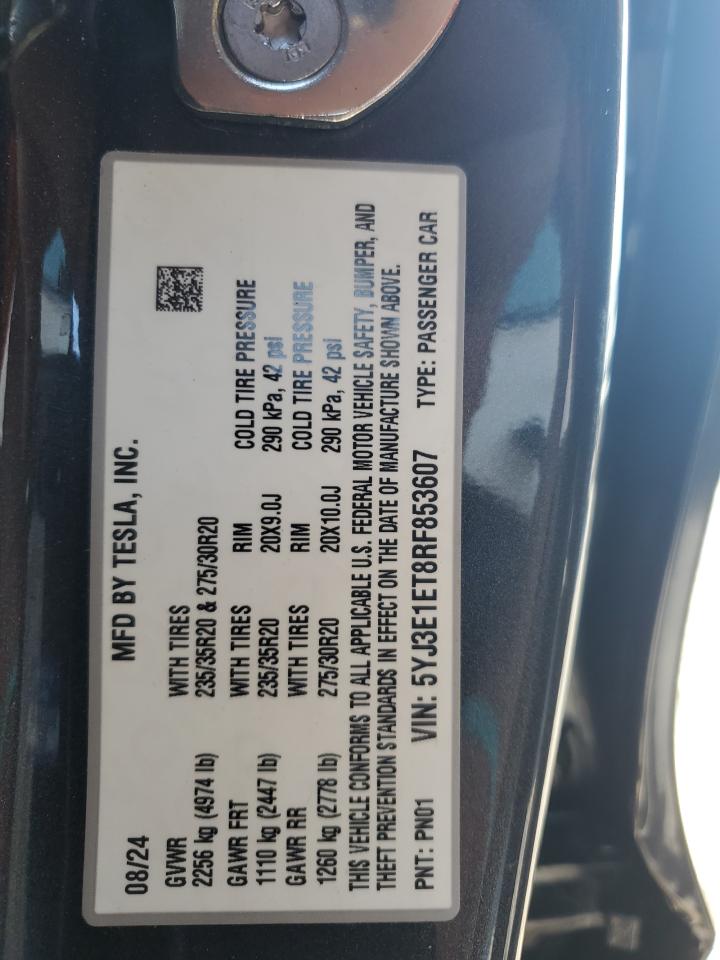 MFD BY TESLA, INC.
08/24
GVWR WITH TIRES
2256 kg (4974 lb) 235/35R20 & 275/30R20
GAWR FRT WITH TIRES RIM COLD TIRE PRESSURE
1110 kg (2447 lb) 235/35R20 20X9.0J 290 kPa, 42 psi
GAWR RR WITH TIRES RIM COLD TIRE PRESSURE
1260 kg (2778 lb) 275/30R20 20X10.0J 290 kPa, 42 psi
THIS VEHICLE CONFORMS TO ALL APPLICABLE U.S. FEDERAL MOTOR VEHICLE SAFETY, BUMPER, AND
THEFT PREVENTION STANDARDS IN EFFECT ON THE DATE OF MANUFACTURE SHOWN ABOVE.
PNT: PN01 VIN: 5YJ3E1ET8RF853607 TYPE: PASSENGER CAR